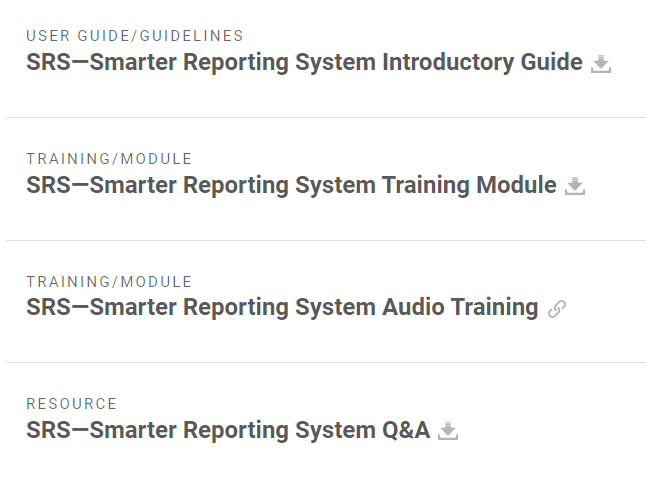 USER GUIDE/GUIDELINES
SRS—Smarter Reporting System Introductory Guide
TRAINING/MODULE
SRS—Smarter Reporting System Training Module
TRAINING/MODULE
SRS—Smarter Reporting System Audio Training
RESOURCE
SRS—Smarter Reporting System Q&A